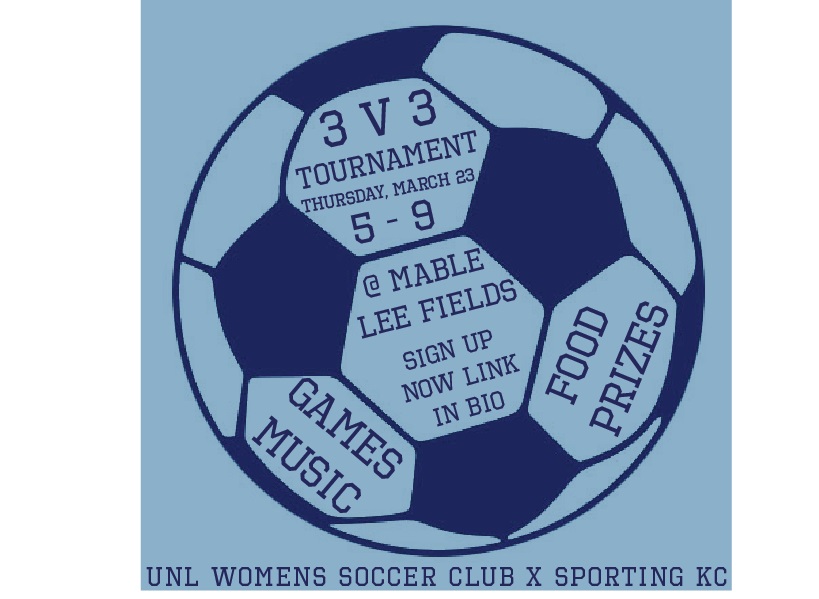 3 V 3
TOURNAMENT
THURSDAY, MARCH 23
5 - 9
@ MABLE
LEE FIELDS
SIGN UP
NOW LINK
IN BIO
FOOD
PRIZES
GAMES
MUSIC
UNL WOMENS SOCCER CLUB X SPORTING KC